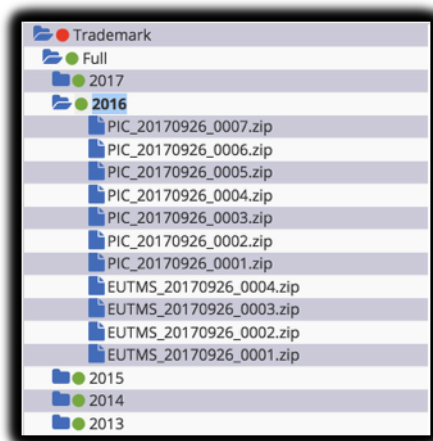 Trademark
Full
2017
2016
PIC_20170926_0007.zip
PIC_20170926_0006.zip
PIC_20170926_0005.zip
PIC_20170926_0004.zip
PIC_20170926_0003.zip
PIC_20170926_0002.zip
PIC_20170926_0001.zip
EUTMS_20170926_0004.zip
EUTMS_20170926_0003.zip
EUTMS_20170926_0002.zip
EUTMS_20170926_0001.zip
2015
2014
2013